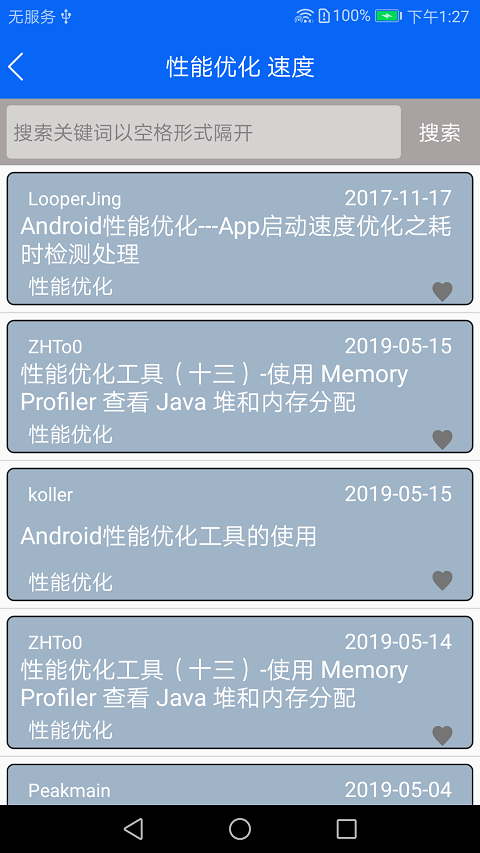 无服务 100% 下午1:27
性能优化 速度
搜索关键词以空格形式隔开 搜索
LooperJing 2017-11-17
Android性能优化---App启动速度优化之耗
时检测处理
性能优化
ZHTo0 2019-05-15
性能优化工具（十三）-使用 Memory
Profiler 查看 Java 堆和内存分配
性能优化
koller 2019-05-15
Android性能优化工具的使用
性能优化
ZHTo0 2019-05-14
性能优化工具（十三）-使用 Memory
Profiler 查看 Java 堆和内存分配
性能优化
Peakmain 2019-05-04